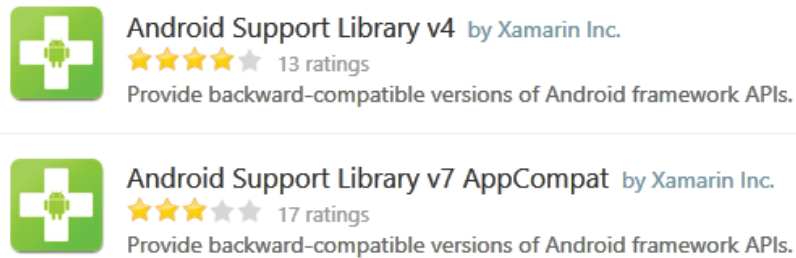 Android Support Library v4 by Xamarin Inc.
13 ratings
Provide backward-compatible versions of Android framework APIs.
Android Support Library v7 AppCompat by Xamarin Inc.
17 ratings
Provide backward-compatible versions of Android framework APIs.